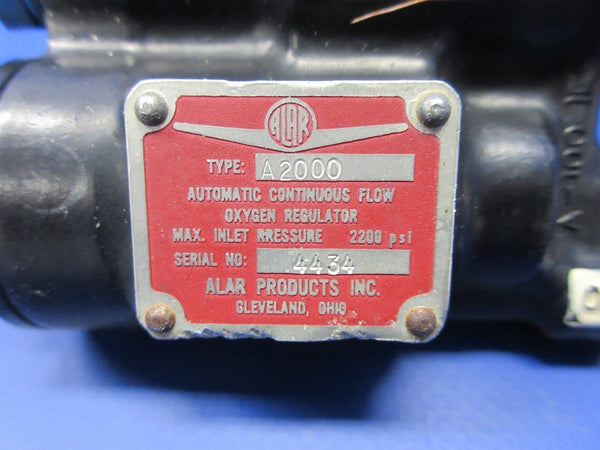 ALAR
TYPE: A2000
AUTOMATIC CONTINUOUS FLOW
OXYGEN REGULATOR
MAX. INLET PRESSURE 2200 psi
SERIAL NO: 4434
ALAR PRODUCTS INC.
CLEVELAND, OHIO